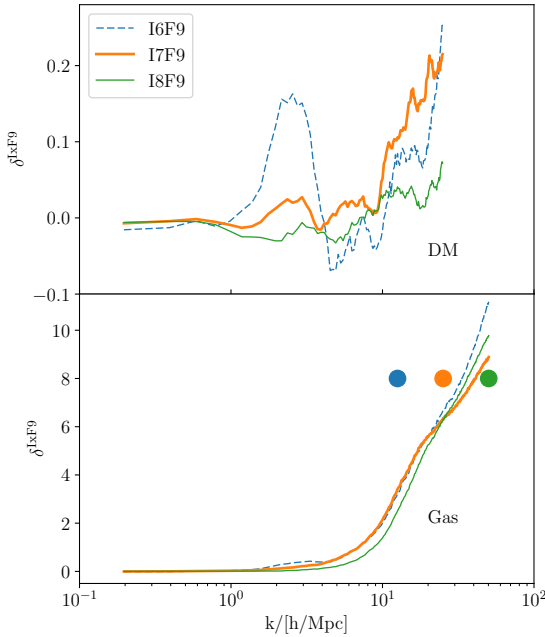 I6F9
I7F9
I8F9
0.2
0.1
0.0
−0.1
δ^IxF9
DM
10
8
6
4
2
0
δ^IxF9
Gas
10^−1 10^0 10^1 10^2
k/[h/Mpc]